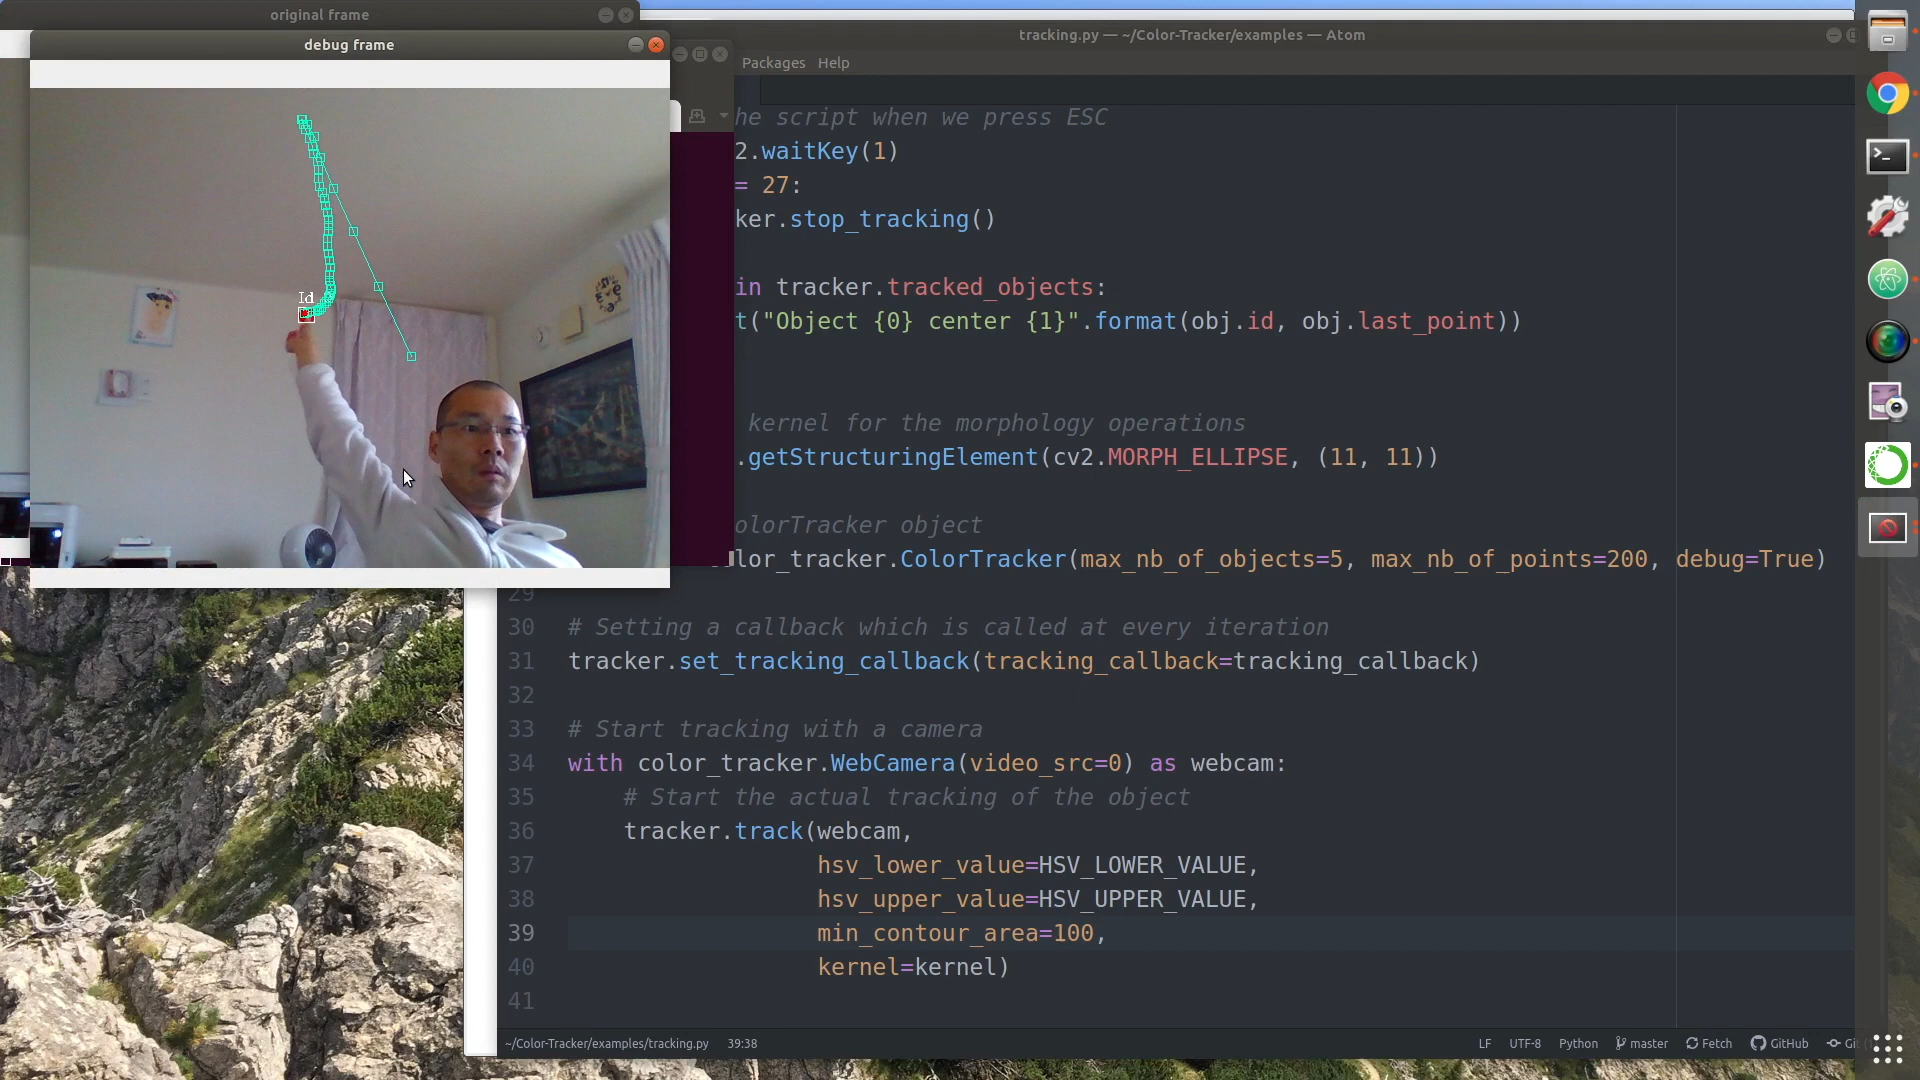 original frame
debug frame
tracking.py — ~/Color-Tracker/examples — Atom
Packages Help
he script when we press ESC
2.waitKey(1)
= 27:
ker.stop_tracking()
in tracker.tracked_objects:
t("Object {0} center {1}".format(obj.id, obj.last_point))
kernel for the morphology operations
.getStructuringElement(cv2.MORPH_ELLIPSE, (11, 11))
olorTracker object
lor_tracker.ColorTracker(max_nb_of_objects=5, max_nb_of_points=200, debug=True)
29
30 # Setting a callback which is called at every iteration
31 tracker.set_tracking_callback(tracking_callback=tracking_callback)
32
33 # Start tracking with a camera
34 with color_tracker.WebCamera(video_src=0) as webcam:
35 # Start the actual tracking of the object
36 tracker.track(webcam,
37 hsv_lower_value=HSV_LOWER_VALUE,
38 hsv_upper_value=HSV_UPPER_VALUE,
39 min_contour_area=100,
40 kernel=kernel)
41
~/Color-Tracker/examples/tracking.py 39:38 LF UTF-8 Python master Fetch GitHub
Id